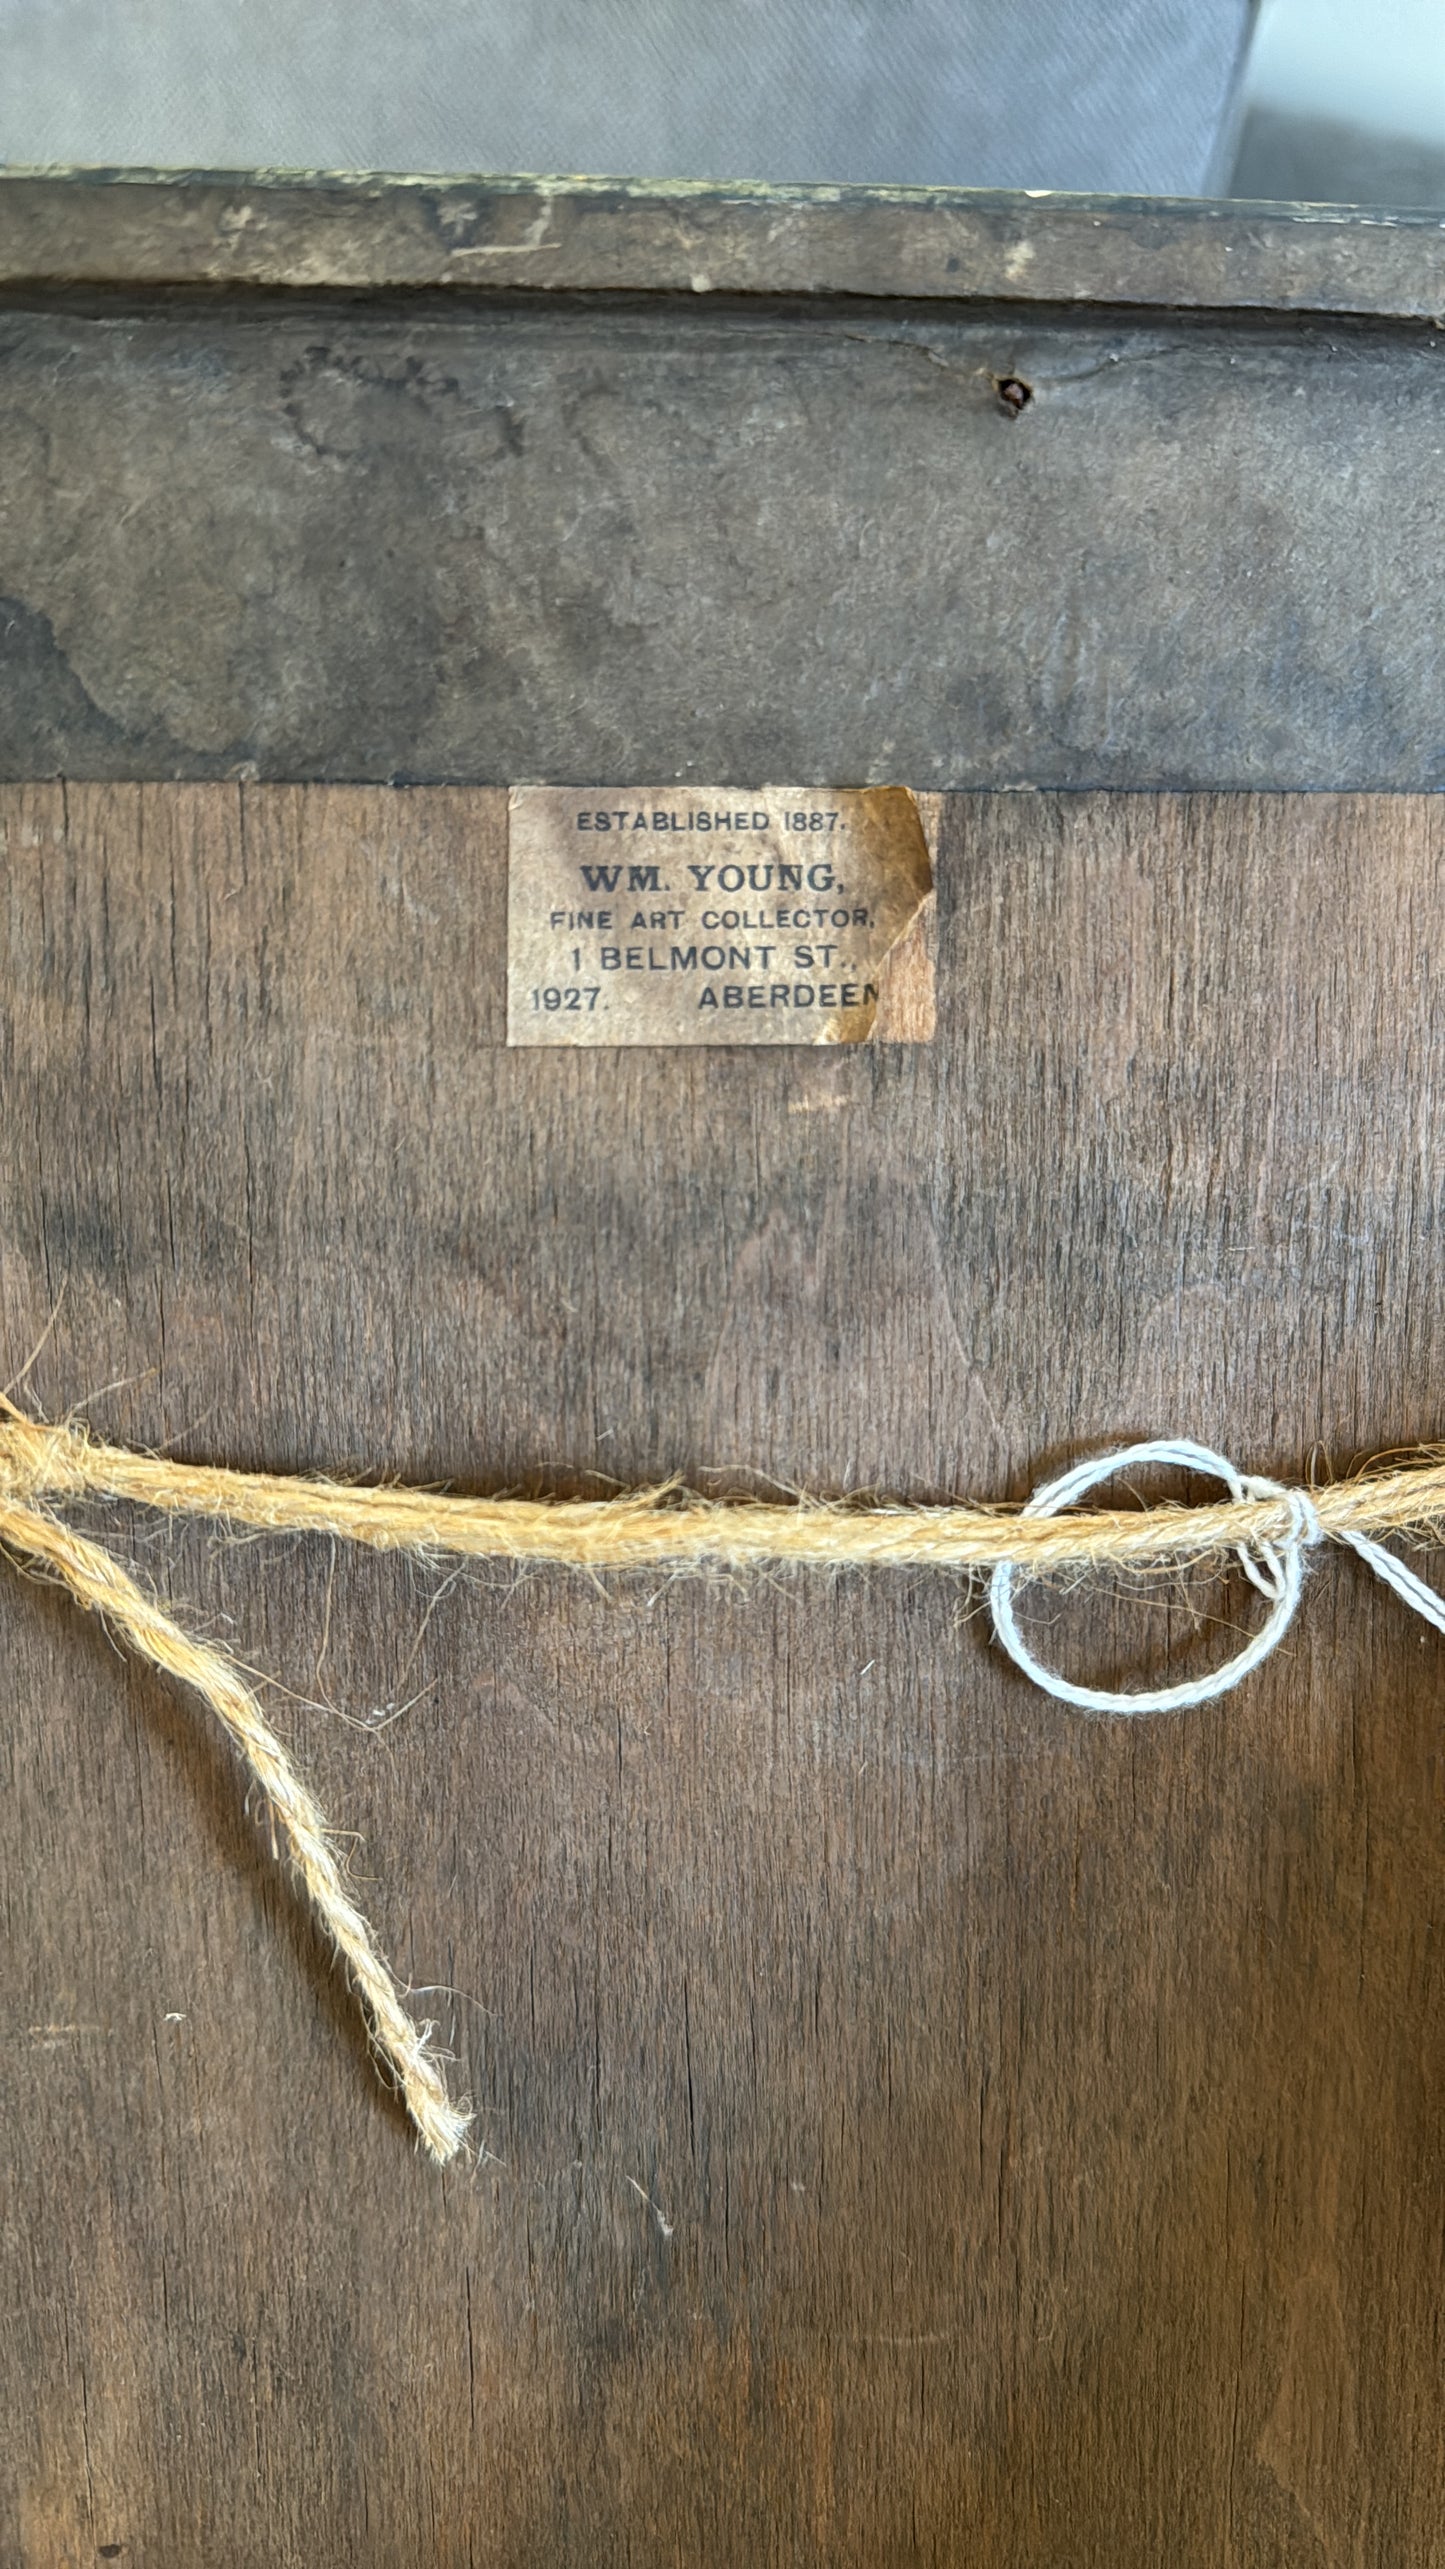 ESTABLISHED 1887.
WM. YOUNG,
FINE ART COLLECTOR,
1 BELMONT ST.,
1927. ABERDEEN